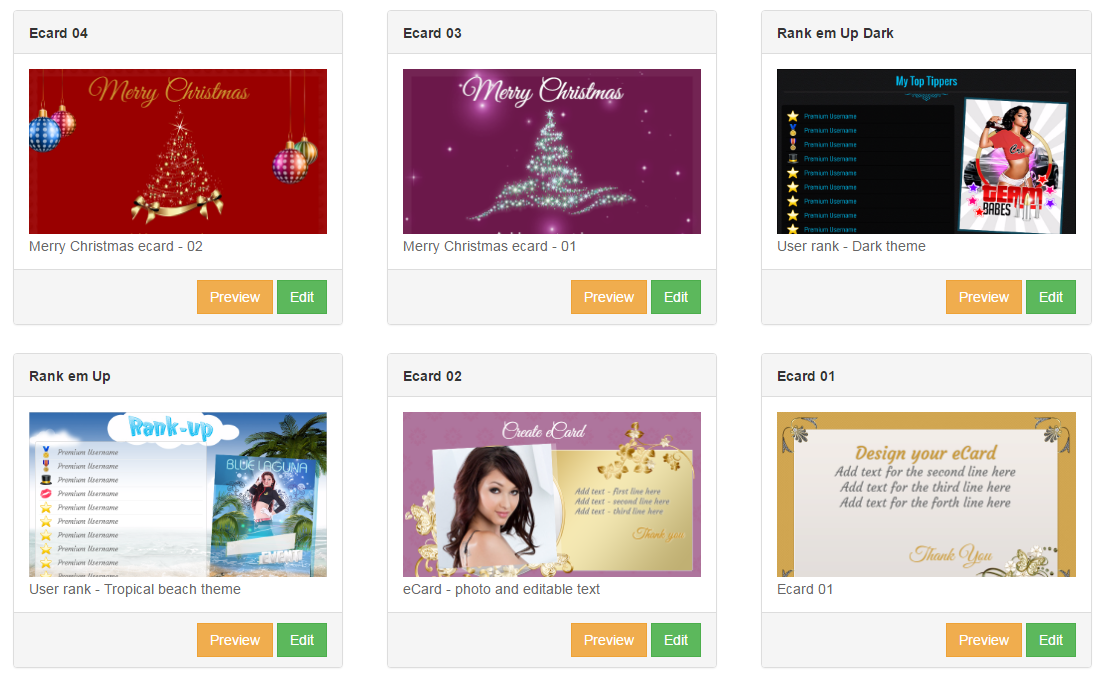 Ecard 04
Merry Christmas
Merry Christmas ecard - 02
Preview
Edit
Ecard 03
Merry Christmas
Merry Christmas ecard - 01
Preview
Edit
Rank em Up Dark
My Top Tippers
Premium Username
Premium Username
Premium Username
Premium Username
Premium Username
Premium Username
Premium Username
Premium Username
Premium Username
TEAM
BABES
User rank - Dark theme
Preview
Edit
Rank em Up
Rank-up
Premium Username
Premium Username
Premium Username
Premium Username
Premium Username
Premium Username
Premium Username
Premium Username
Premium Username
Premium Username
BLUE LAGUNA
EVENT
User rank - Tropical beach theme
Preview
Edit
Ecard 02
Create eCard
Add text - first line here
Add text - second line here
Add text - third line here
Thank you
eCard - photo and editable text
Preview
Edit
Ecard 01
Design your eCard
Add text for the second line here
Add text for the third line here
Add text for the forth line here
Thank You
Ecard 01
Preview
Edit